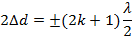 2Δd = ±(2k + 1) λ/2